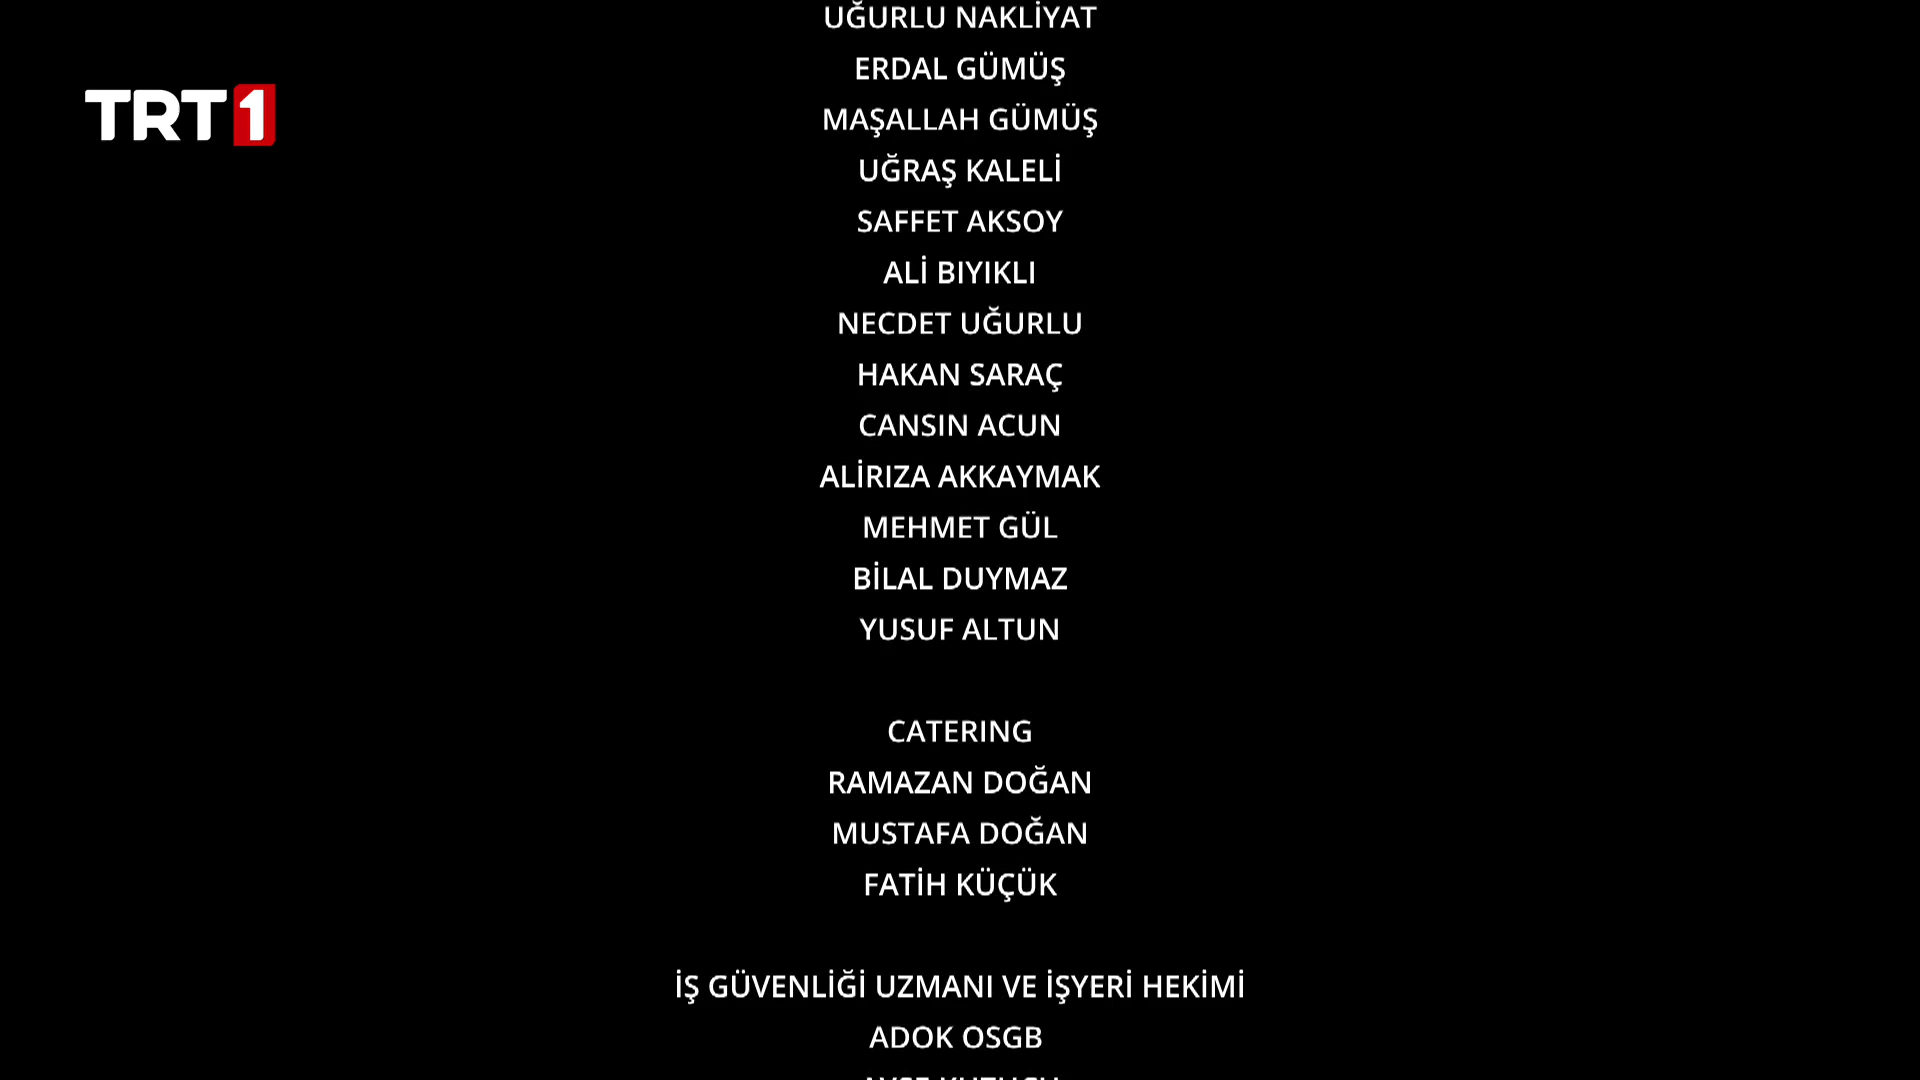 UĞURLU NAKLİYAT
ERDAL GÜMÜŞ
TRT1
MAŞALLAH GÜMÜŞ
UĞRAŞ KALELİ
SAFFET AKSOY
ALİ BIYIKLI
NECDET UĞURLU
HAKAN SARAÇ
CANSIN ACUN
ALİRIZA AKKAYMAK
MEHMET GÜL
BİLAL DUYMAZ
YUSUF ALTUN
CATERING
RAMAZAN DOĞAN
MUSTAFA DOĞAN
FATİH KÜÇÜK
İŞ GÜVENLİĞİ UZMANI VE İŞYERİ HEKİMİ
ADOK OSGB